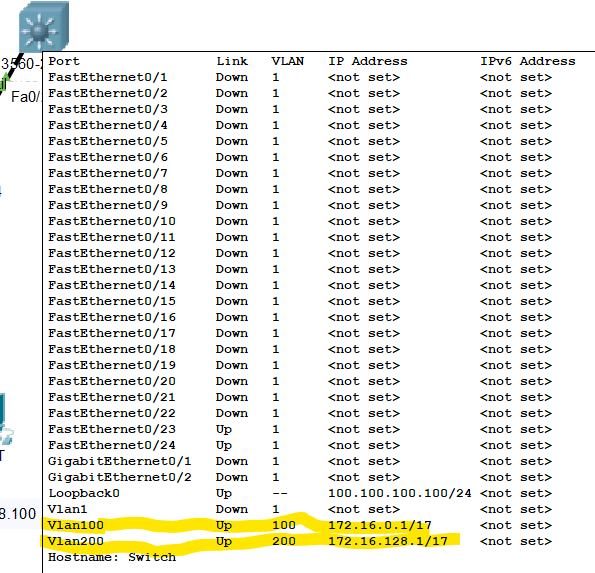 3560-
Fa0/
Port Link VLAN IP Address IPv6 Address
FastEthernet0/1 Down 1 <not set> <not set>
FastEthernet0/2 Down 1 <not set> <not set>
FastEthernet0/3 Down 1 <not set> <not set>
FastEthernet0/4 Down 1 <not set> <not set>
FastEthernet0/5 Down 1 <not set> <not set>
FastEthernet0/6 Down 1 <not set> <not set>
FastEthernet0/7 Down 1 <not set> <not set>
FastEthernet0/8 Down 1 <not set> <not set>
FastEthernet0/9 Down 1 <not set> <not set>
FastEthernet0/10 Down 1 <not set> <not set>
FastEthernet0/11 Down 1 <not set> <not set>
FastEthernet0/12 Down 1 <not set> <not set>
FastEthernet0/13 Down 1 <not set> <not set>
FastEthernet0/14 Down 1 <not set> <not set>
FastEthernet0/15 Down 1 <not set> <not set>
FastEthernet0/16 Down 1 <not set> <not set>
FastEthernet0/17 Down 1 <not set> <not set>
FastEthernet0/18 Down 1 <not set> <not set>
FastEthernet0/19 Down 1 <not set> <not set>
FastEthernet0/20 Down 1 <not set> <not set>
FastEthernet0/21 Down 1 <not set> <not set>
FastEthernet0/22 Down 1 <not set> <not set>
FastEthernet0/23 Up 1 <not set> <not set>
FastEthernet0/24 Up 1 <not set> <not set>
GigabitEthernet0/1 Down 1 <not set> <not set>
GigabitEthernet0/2 Down 1 <not set> <not set>
Loopback0 Up -- 100.100.100.100/24 <not set>
Vlan1 Down 1 <not set> <not set>
Vlan100 Up 100 172.16.0.1/17 <not set>
Vlan200 Up 200 172.16.128.1/17 <not set>
Hostname: Switch
T
8.100